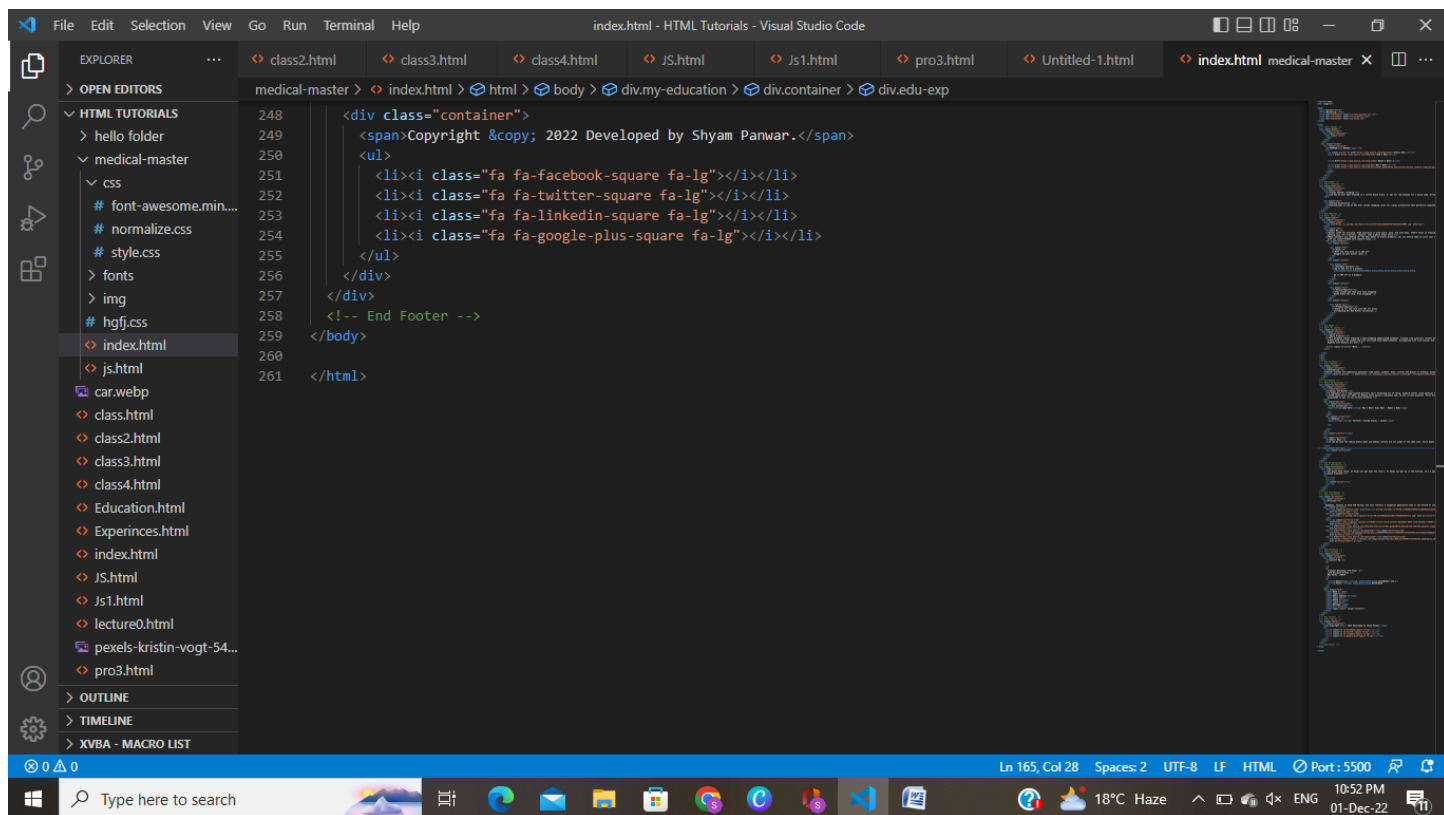 File Edit Selection View Go Run Terminal Help index.html - HTML Tutorials - Visual Studio Code
EXPLORER ··· class2.html class3.html class4.html JS.html Js1.html pro3.html Untitled-1.html index.html medical-master
OPEN EDITORS
medical-master > index.html > html > body > div.my-education > div.container > div.edu-exp
HTML TUTORIALS
hello folder
medical-master
css
font-awesome.min....
normalize.css
style.css
fonts
img
hgfj.css
index.html
js.html
car.webp
class.html
class2.html
class3.html
class4.html
Education.html
Experinces.html
index.html
JS.html
Js1.html
lecture0.html
pexels-kristin-vogt-54...
pro3.html
OUTLINE
TIMELINE
XVBA - MACRO LIST
248 <div class="container">
249 <span>Copyright &copy; 2022 Developed by Shyam Panwar.</span>
250 <ul>
251 <li><i class="fa fa-facebook-square fa-lg"></i></li>
252 <li><i class="fa fa-twitter-square fa-lg"></i></li>
253 <li><i class="fa fa-linkedin-square fa-lg"></i></li>
254 <li><i class="fa fa-google-plus-square fa-lg"></i></li>
255 </ul>
256 </div>
257 </div>
258 <!-- End Footer -->
259 </body>
260
261 </html>
0 0 Ln 165, Col 28 Spaces: 2 UTF-8 LF HTML Port : 5500
Type here to search 18°C Haze ENG 10:52 PM
01-Dec-22 11